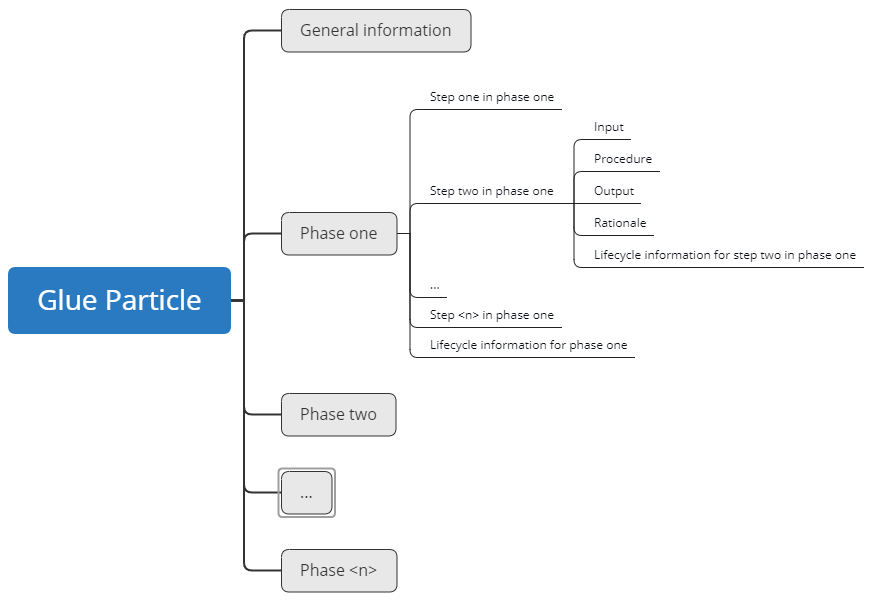 General information
Step one in phase one
Input
Procedure
Step two in phase one
Output
Rationale
Phase one
Lifecycle information for step two in phase one
...
Glue Particle
Step <n> in phase one
Lifecycle information for phase one
Phase two
...
Phase <n>